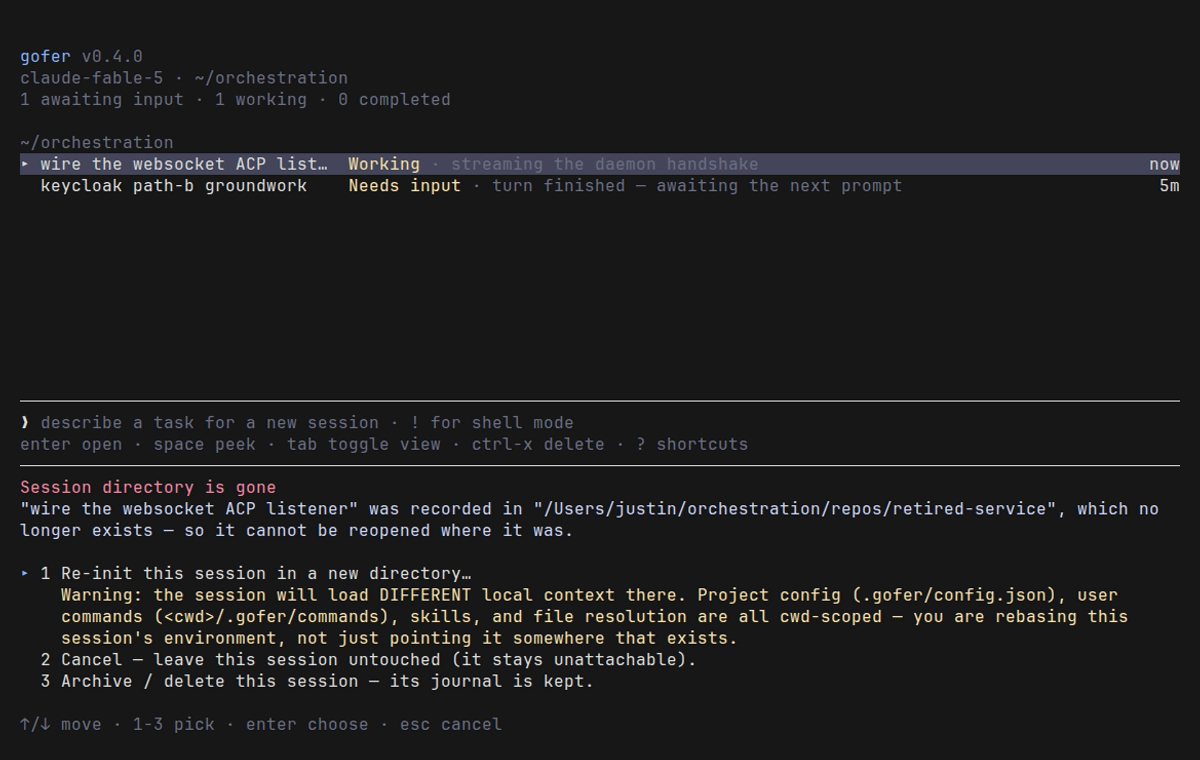 gofer v0.4.0
claude-fable-5 · ~/orchestration
1 awaiting input · 1 working · 0 completed
~/orchestration
▸ wire the websocket ACP list… Working · streaming the daemon handshake now
keycloak path-b groundwork Needs input · turn finished — awaiting the next prompt 5m
❯ describe a task for a new session · ! for shell mode
enter open · space peek · tab toggle view · ctrl-x delete · ? shortcuts
Session directory is gone
"wire the websocket ACP listener" was recorded in "/Users/justin/orchestration/repos/retired-service", which no
longer exists — so it cannot be reopened where it was.
▸ 1 Re-init this session in a new directory…
Warning: the session will load DIFFERENT local context there. Project config (.gofer/config.json), user
commands (<cwd>/.gofer/commands), skills, and file resolution are all cwd-scoped — you are rebasing this
session's environment, not just pointing it somewhere that exists.
2 Cancel — leave this session untouched (it stays unattachable).
3 Archive / delete this session — its journal is kept.
↑/↓ move · 1-3 pick · enter choose · esc cancel